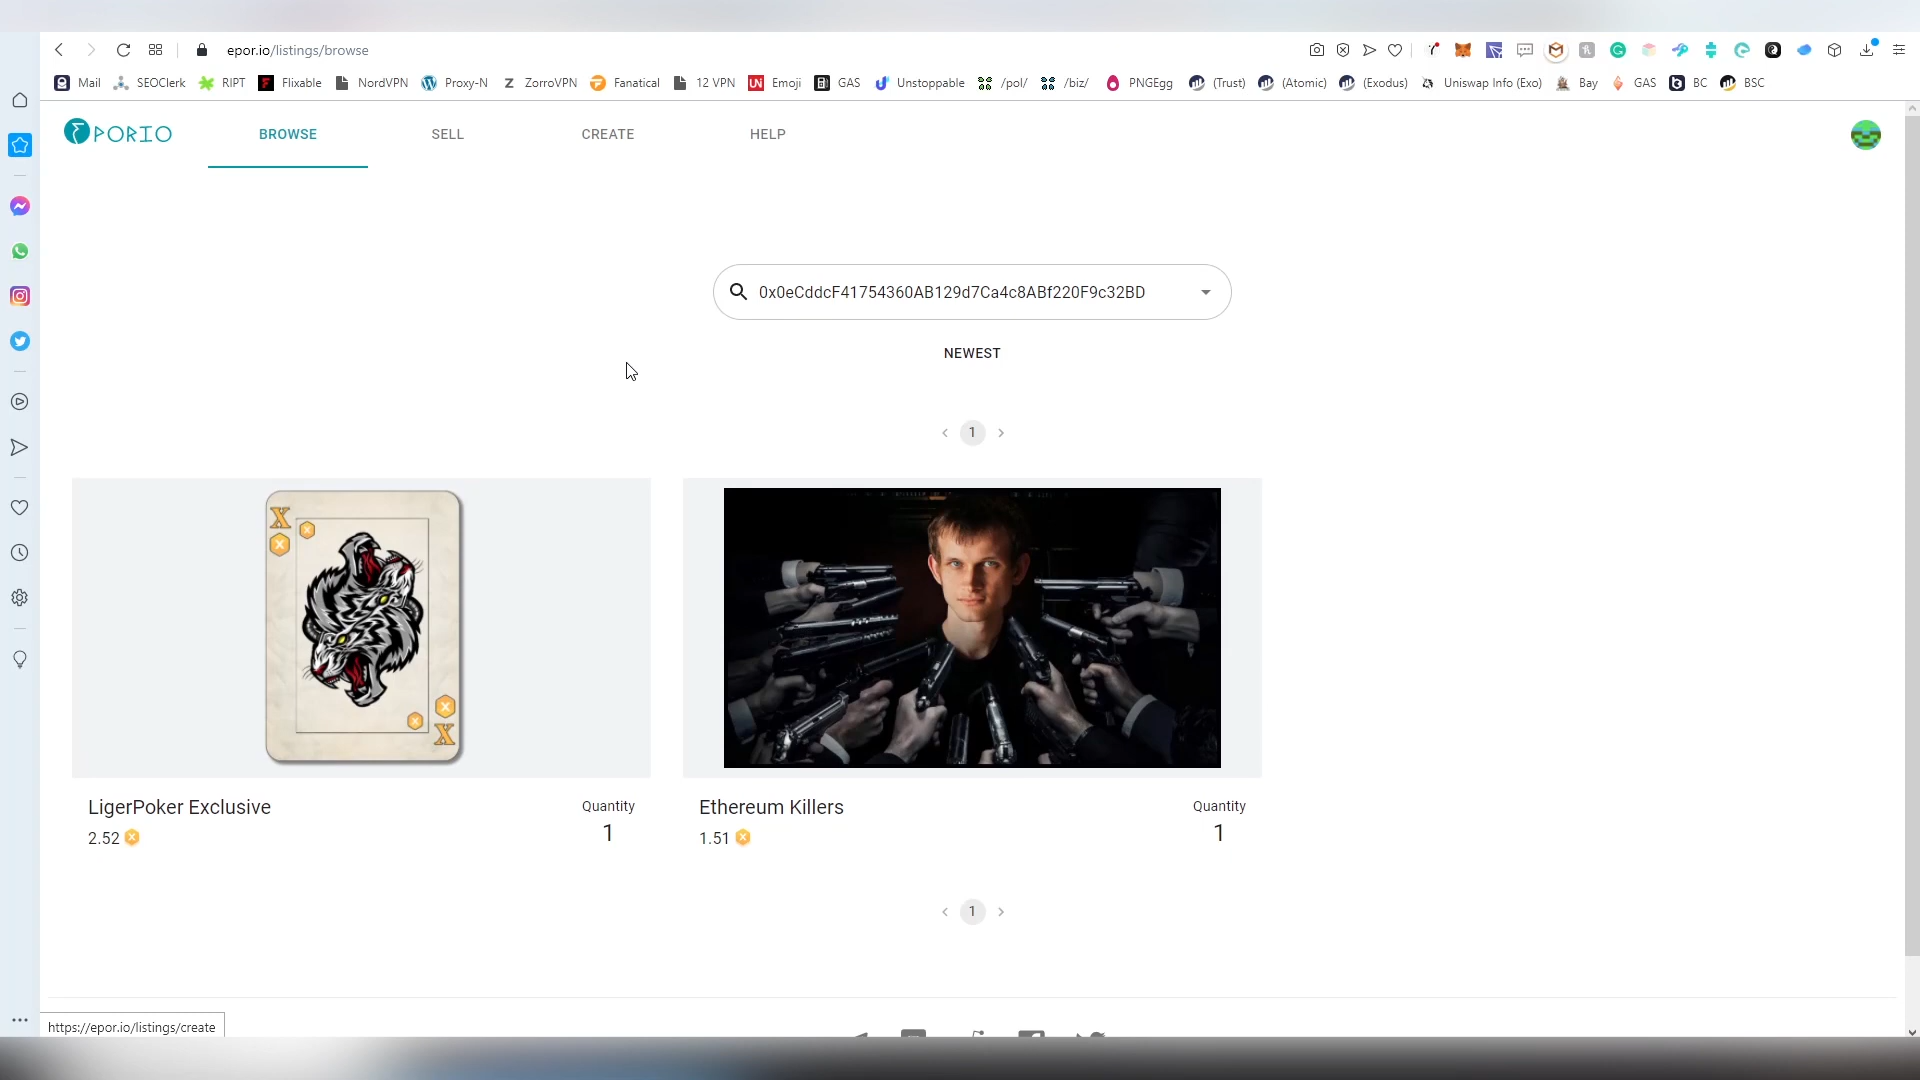 epor.io/listings/browse
Mail SEOClerk RIPT Flixable NordVPN Proxy-N ZorroVPN Fanatical 12 VPN Emoji GAS Unstoppable /pol/ /biz/ PNGEgg (Trust) (Atomic) (Exodus) Uniswap Info (Exo) Bay GAS BC BSC
PORIO BROWSE SELL CREATE HELP
0x0eCddcF41754360AB129d7Ca4c8ABf220F9c32BD
NEWEST
1
X
X
LigerPoker Exclusive Quantity
2.52 1
Ethereum Killers Quantity
1.51 1
1
https://epor.io/listings/create